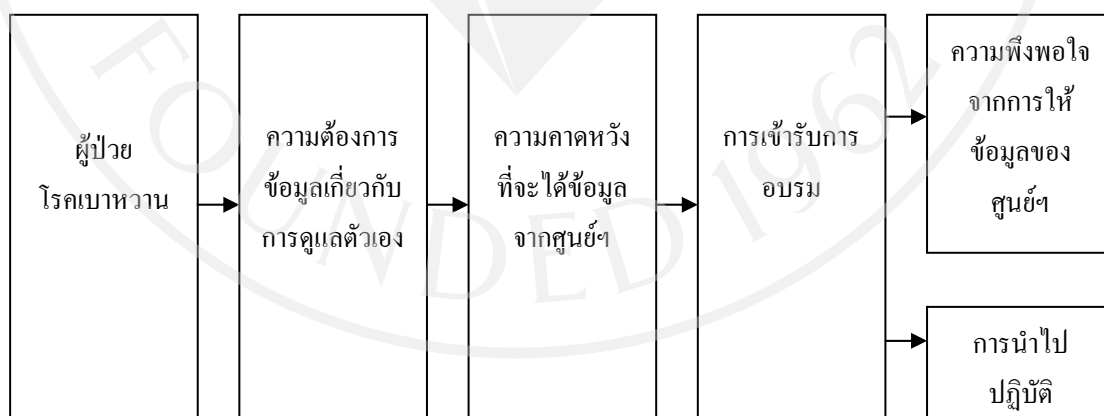 ผู้ป่วย
โรคเบาหวาน
ความต้องการ
ข้อมูลเกี่ยวกับ
การดูแลตัวเอง
ความคาดหวัง
ที่จะได้ข้อมูล
จากศูนย์ฯ
การเข้ารับการ
อบรม
ความพึงพอใจ
จากการให้
ข้อมูลของ
ศูนย์ฯ
การนำไป
ปฏิบัติ
FOUNDED 1962